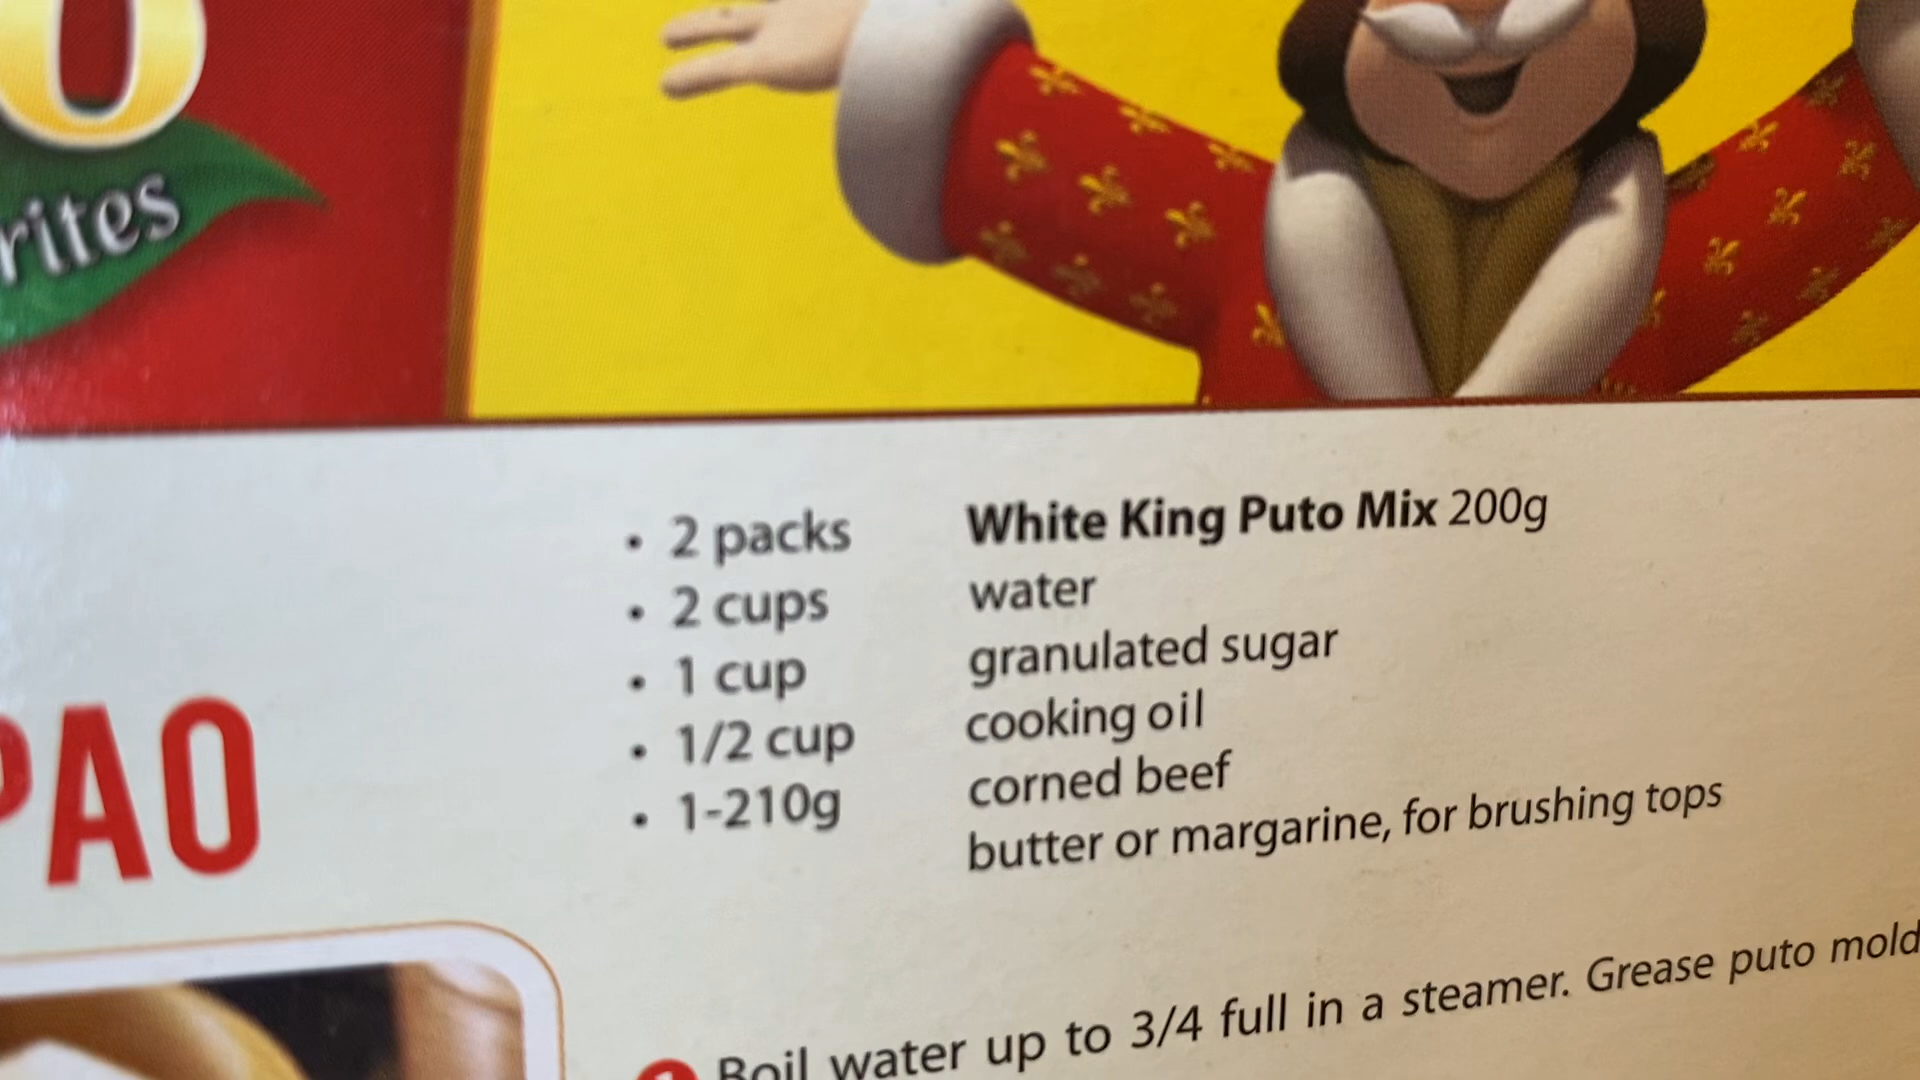 rites
• 2 packs White King Puto Mix 200g
• 2 cups water
• 1 cup granulated sugar
• 1/2 cup cooking oil
• 1-210g corned beef
butter or margarine, for brushing tops
PAO
1 Boil water up to 3/4 full in a steamer. Grease puto mold